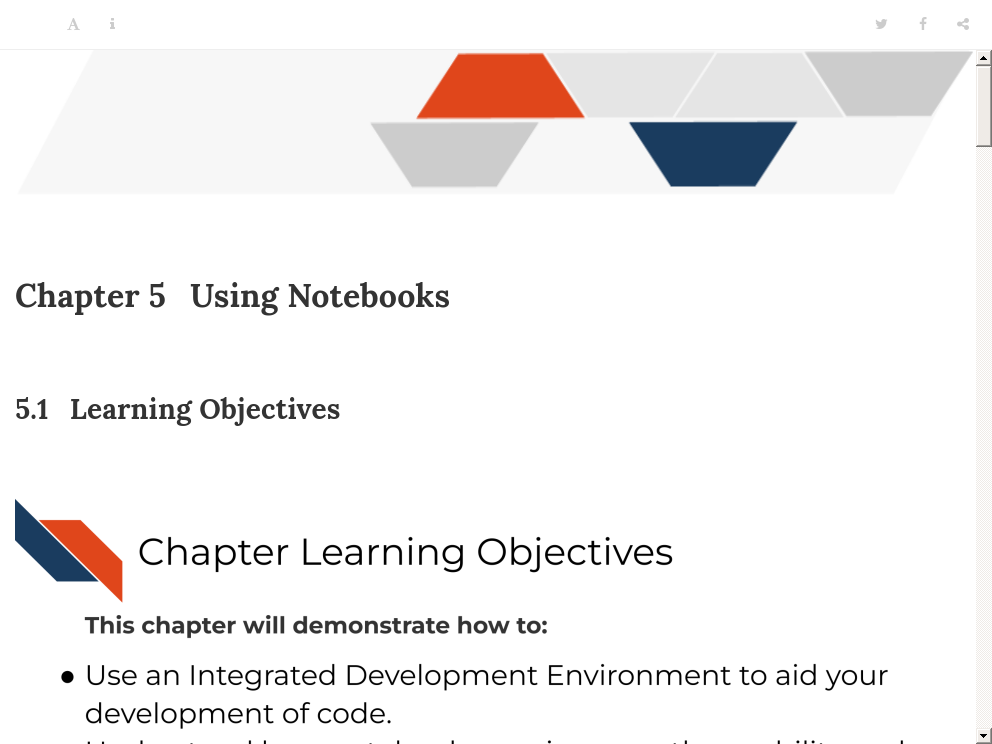 A i
Chapter 5 Using Notebooks
5.1 Learning Objectives
Chapter Learning Objectives
This chapter will demonstrate how to:
● Use an Integrated Development Environment to aid your
development of code.